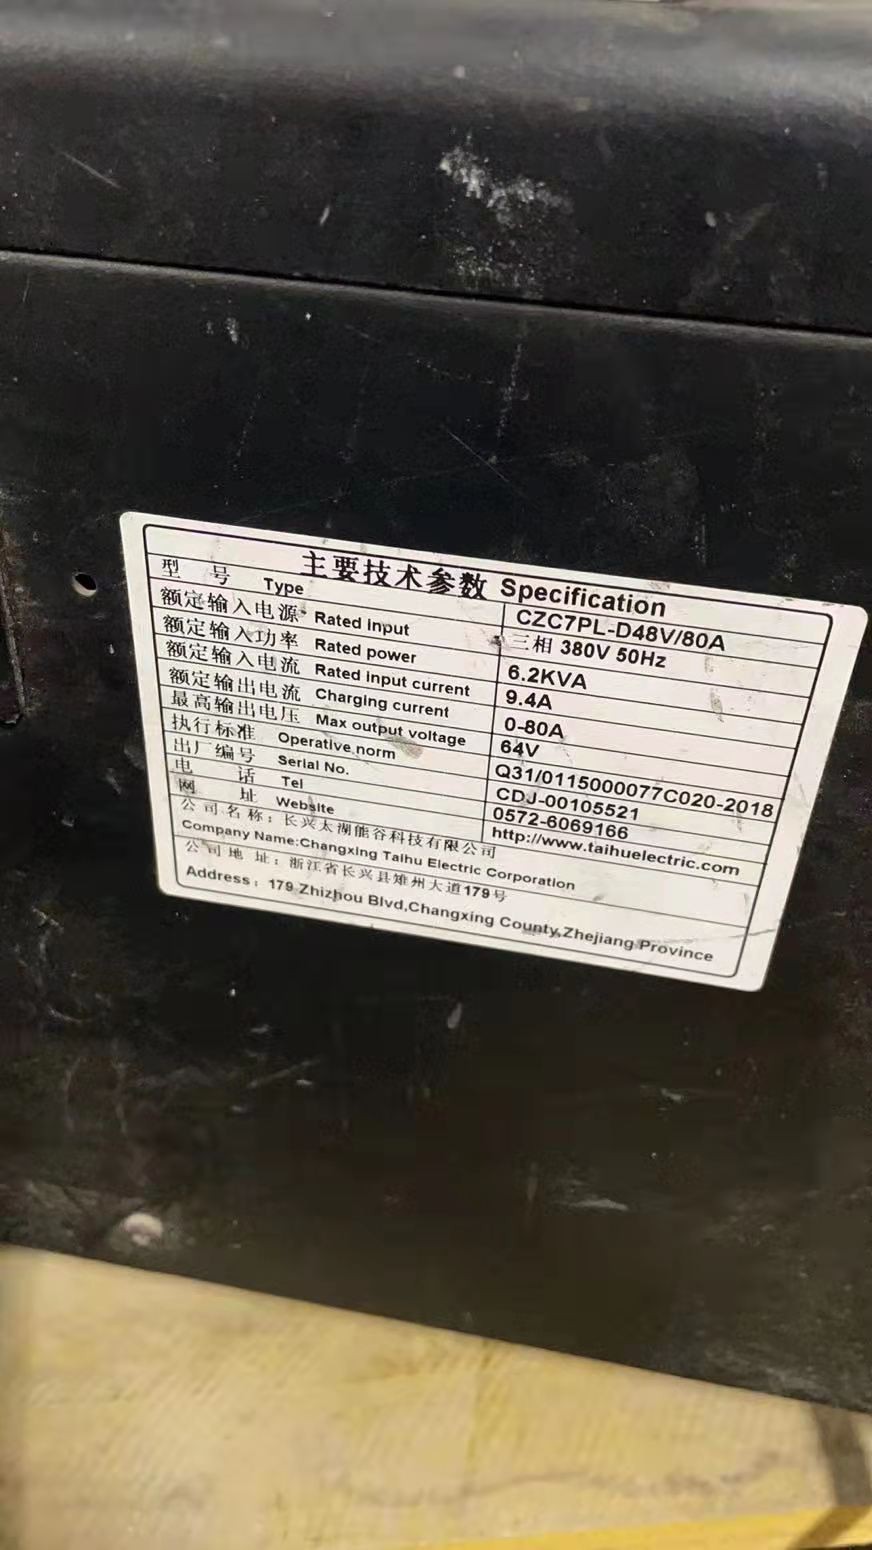 主要技术参数 Specification
型号 Type CZC7PL-D48V/80A
额定输入电源 Rated input 三相 380V 50Hz
额定输入功率 Rated power 6.2KVA
额定输入电流 Rated input current 9.4A
额定输出电流 Charging current 0-80A
最高输出电压 Max output voltage 64V
执行标准 Operative norm Q31/0115000077C020-2018
出厂编号 Serial No. CDJ-00105521
电话 Tel 0572-6069166
网址 Website http://www.taihuelectric.com
公司名称：长兴太湖能谷科技有限公司
Company Name:Changxing Taihu Electric Corporation
公司地址：浙江省长兴县雉州大道179号
Address：179 Zhizhou Blvd,Changxing County,Zhejiang Province